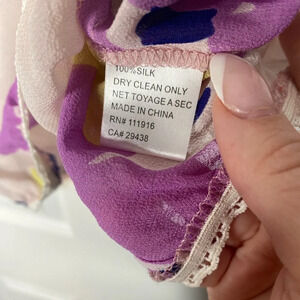 100%SILK
DRY CLEAN ONLY
NET TOYAGE A SEC
MADE IN CHINA
RN# 111916
CA# 29438